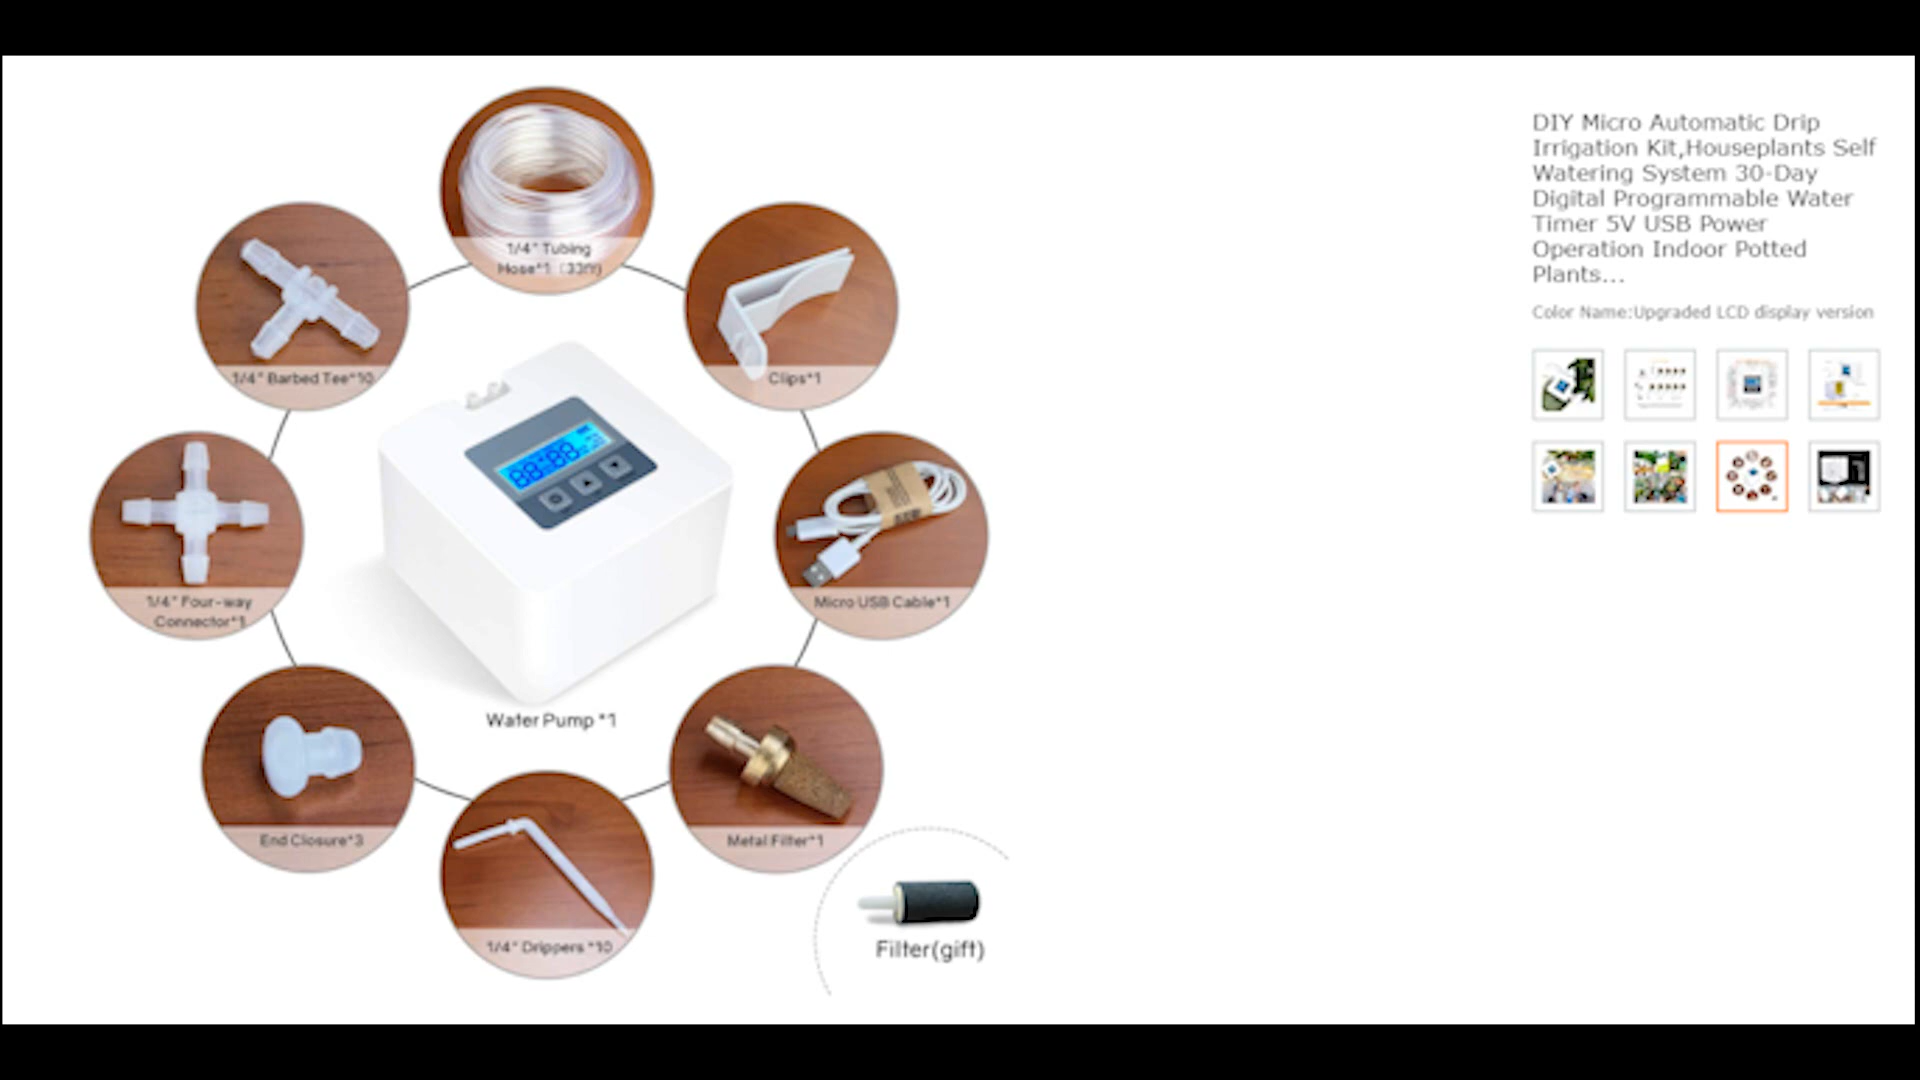 1/4" Tubing
Hose*1 (33ft)
1/4" Barbed Tee*10
Clips*1
1/4" Four-way
Connector*1
Micro USB Cable*1
88:88
Water Pump *1
End Closure*3
Metal Filter*1
1/4" Drippers *10
Filter(gift)
DIY Micro Automatic Drip
Irrigation Kit,Houseplants Self
Watering System 30-Day
Digital Programmable Water
Timer 5V USB Power
Operation Indoor Potted
Plants...
Color Name:Upgraded LCD display version